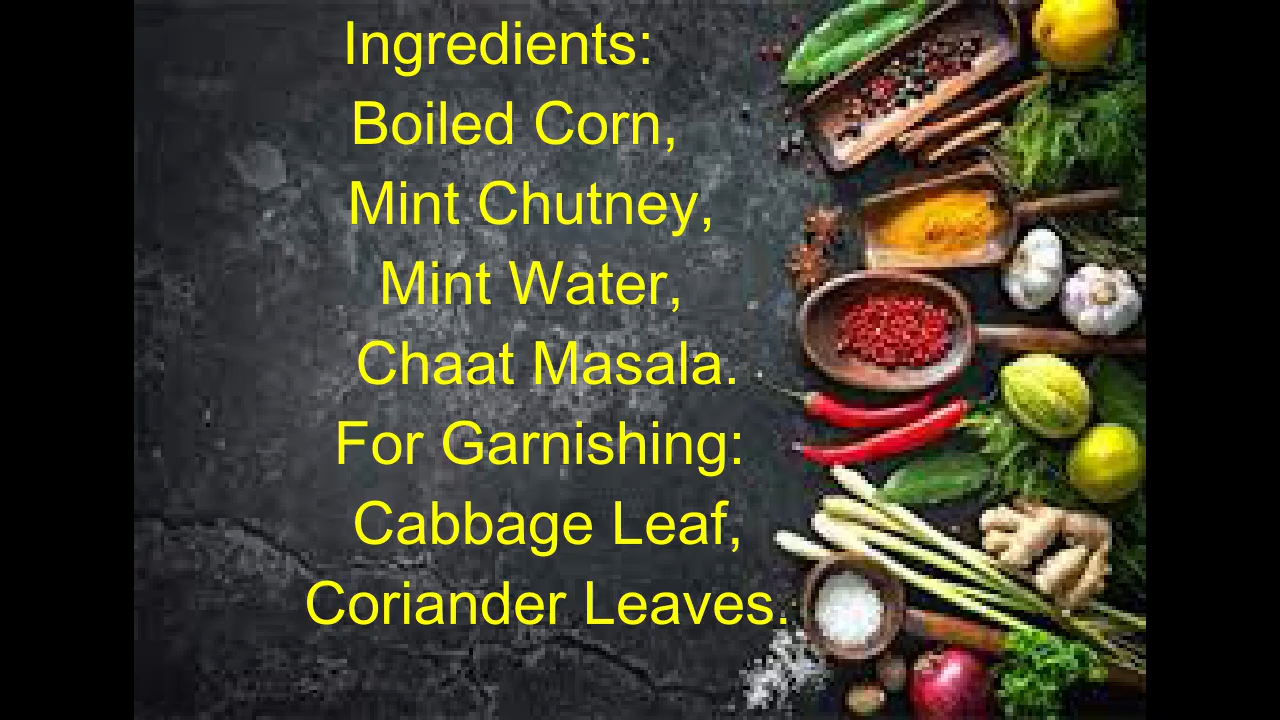 Ingredients:
Boiled Corn,
Mint Chutney,
Mint Water,
Chaat Masala.
For Garnishing:
Cabbage Leaf,
Coriander Leaves.